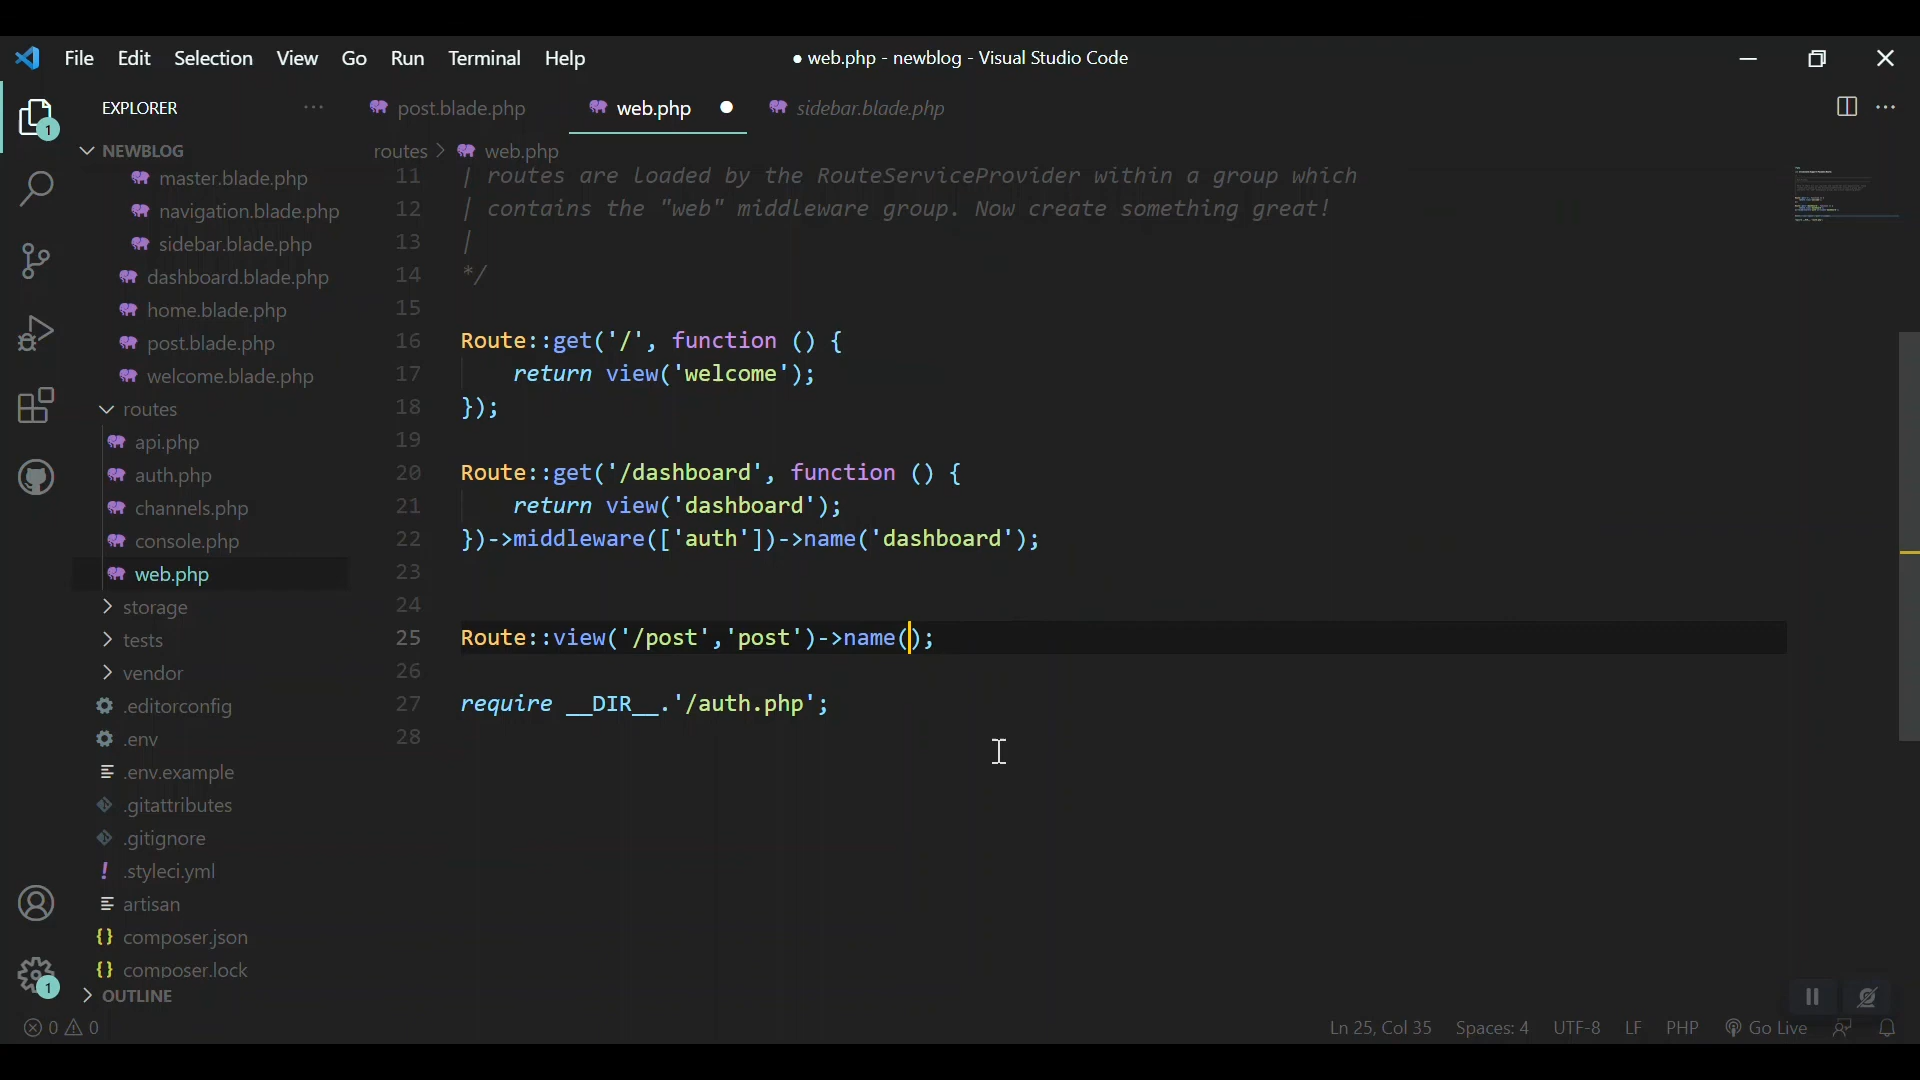 File Edit Selection View Go Run Terminal Help ● web.php - newblog - Visual Studio Code
EXPLORER ··· post.blade.php web.php ● sidebar.blade.php ···
1
NEWBLOG
routes > web.php
master.blade.php
navigation.blade.php
sidebar.blade.php
dashboard.blade.php
home.blade.php
post.blade.php
welcome.blade.php
routes
api.php
auth.php
channels.php
console.php
web.php
storage
tests
vendor
.editorconfig
.env
.env.example
.gitattributes
.gitignore
! .styleci.yml
artisan
{} composer.json
{} composer.lock
1
OUTLINE
11 | routes are loaded by the RouteServiceProvider within a group which
12 | contains the "web" middleware group. Now create something great!
13 |
14 */
15
16 Route::get('/', function () {
17     return view('welcome');
18 });
19
20 Route::get('/dashboard', function () {
21     return view('dashboard');
22 })->middleware(['auth'])->name('dashboard');
23
24
25 Route::view('/post','post')->name();
26
27 require __DIR__.'/auth.php';
28
0 0 Ln 25, Col 35 Spaces: 4 UTF-8 LF PHP Go Live